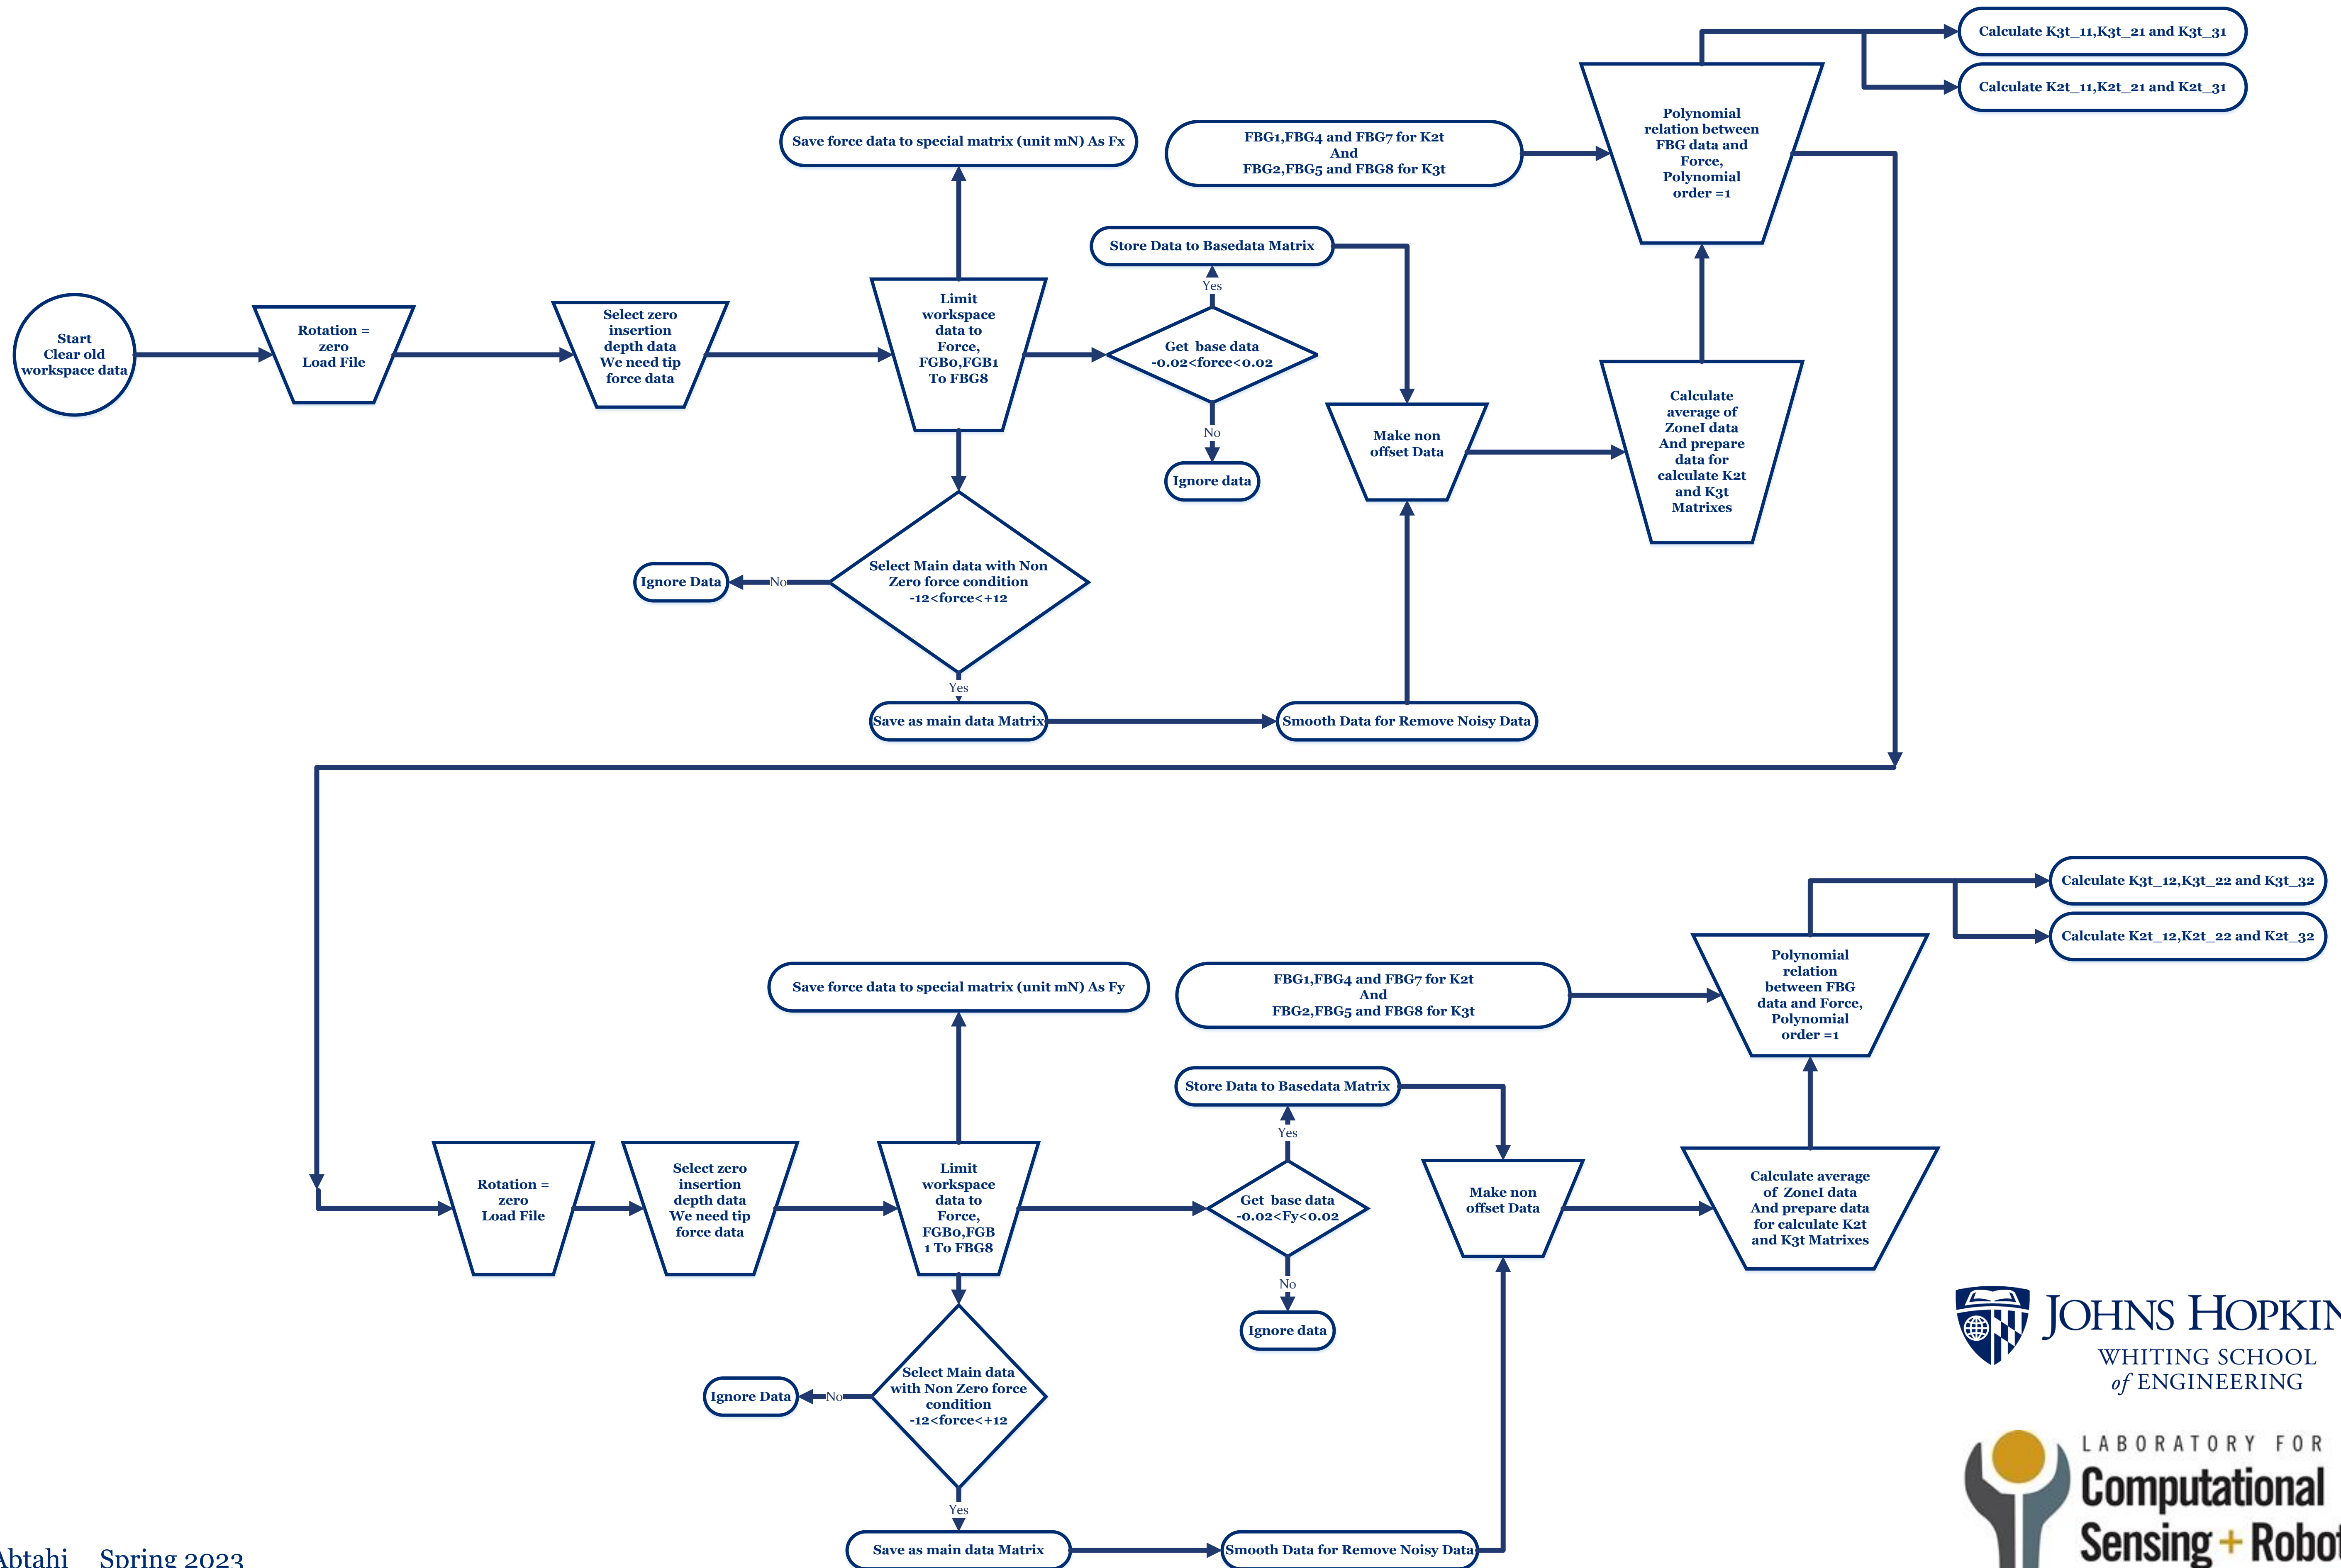 Calculate K3t_11,K3t_21 and K3t_31
Calculate K2t_11,K2t_21 and K2t_31
Polynomial
relation between
FBG data and
Force,
Polynomial
order =1
Save force data to special matrix (unit mN) As Fx
FBG1,FBG4 and FBG7 for K2t
And
FBG2,FBG5 and FBG8 for K3t
Store Data to Basedata Matrix
Yes
Start
Clear old
workspace data
Rotation =
zero
Load File
Select zero
insertion
depth data
We need tip
force data
Limit
workspace
data to
Force,
FGB0,FGB1
To FBG8
Get base data
-0.02<force<0.02
No
Ignore data
Make non
offset Data
Calculate
average of
ZoneI data
And prepare
data for
calculate K2t
and K3t
Matrixes
Select Main data with Non
Zero force condition
-12<force<+12
No
Ignore Data
Yes
Save as main data Matrix
Smooth Data for Remove Noisy Data
Calculate K3t_12,K3t_22 and K3t_32
Calculate K2t_12,K2t_22 and K2t_32
Polynomial
relation
between FBG
data and Force,
Polynomial
order =1
Save force data to special matrix (unit mN) As Fy
FBG1,FBG4 and FBG7 for K2t
And
FBG2,FBG5 and FBG8 for K3t
Store Data to Basedata Matrix
Yes
Rotation =
zero
Load File
Select zero
insertion
depth data
We need tip
force data
Limit
workspace
data to
Force,
FGB0,FGB
1 To FBG8
Get base data
-0.02<Fy<0.02
No
Ignore data
Make non
offset Data
Calculate average
of ZoneI data
And prepare data
for calculate K2t
and K3t Matrixes
Select Main data
with Non Zero force
condition
-12<force<+12
No
Ignore Data
Yes
Save as main data Matrix
Smooth Data for Remove Noisy Data
JOHNS HOPKIN
WHITING SCHOOL
of ENGINEERING
LABORATORY FOR
Computational
Sensing + Robot
Abtahi Spring 2023